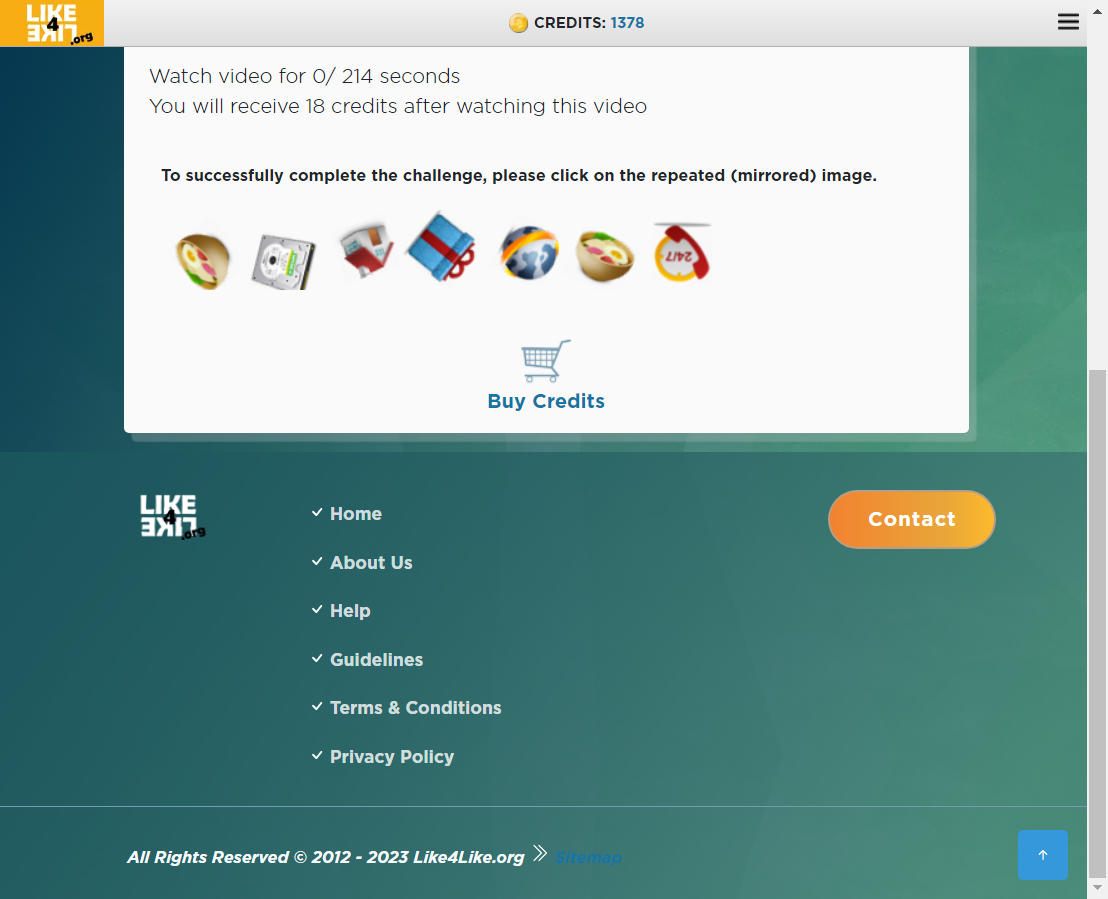 LIKE
4
LIKE
.org
CREDITS: 1378
Watch video for 0/ 214 seconds
You will receive 18 credits after watching this video
To successfully complete the challenge, please click on the repeated (mirrored) image.
24/7
Buy Credits
LIKE
4
LIKE
.org
Home
About Us
Help
Guidelines
Terms & Conditions
Privacy Policy
Contact
All Rights Reserved © 2012 - 2023 Like4Like.org » Sitemap